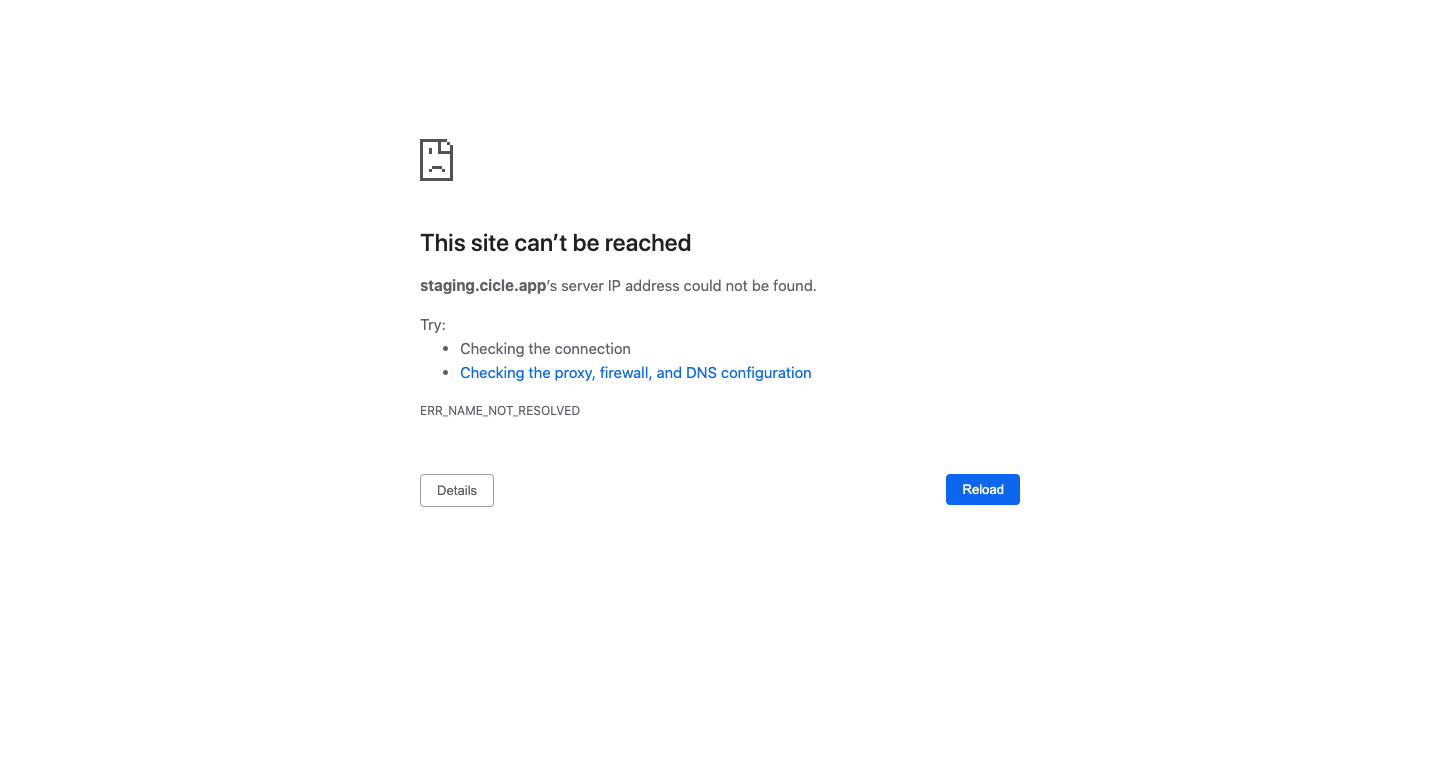 This site can’t be reached
staging.cicle.app’s server IP address could not be found.
Try:
• Checking the connection
• Checking the proxy, firewall, and DNS configuration
ERR_NAME_NOT_RESOLVED
Details
Reload